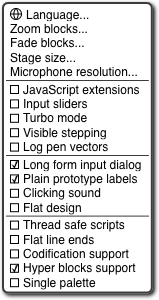 Language...
Zoom blocks...
Fade blocks...
Stage size...
Microphone resolution...
JavaScript extensions
Input sliders
Turbo mode
Visible stepping
Log pen vectors
Long form input dialog
Plain prototype labels
Clicking sound
Flat design
Thread safe scripts
Flat line ends
Codification support
Hyper blocks support
Single palette